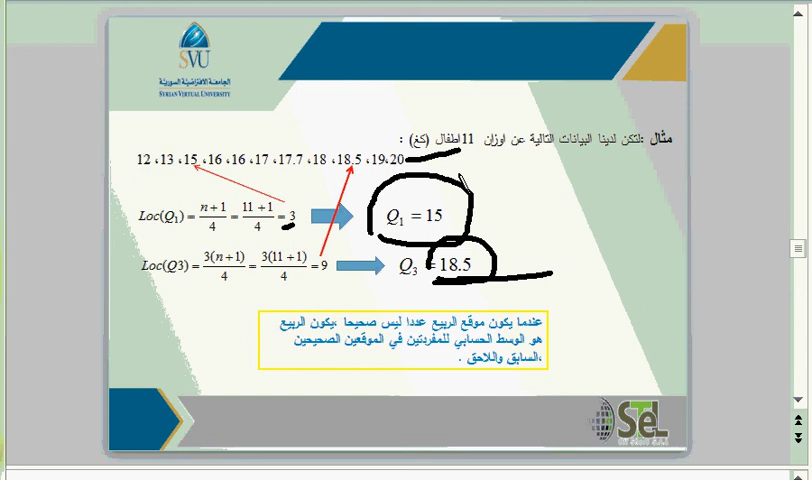 SVU
الجامعة الافتراضية السورية
SYRIAN VIRTUAL UNIVERSITY
مثال :لتكن لدينا البيانات التالية عن اوزان 11اطفال (كغ) :
12 ،13 ،15 ،16 ،16 ،17 ،17.7 ،18 ،18.5 ،19 ،20
Loc(Q₁) = (n+1)/4 = (11+1)/4 = 3
Q₁ = 15
Loc(Q3) = 3(n+1)/4 = 3(11+1)/4 = 9
Q₃ = 18.5
عندما يكون موقع الربيع عددا ليس صحيحا ،يكون الربيع
هو الوسط الحسابي للمفردتين في الموقعين الصحيحين
،السابق واللاحق .
STeL